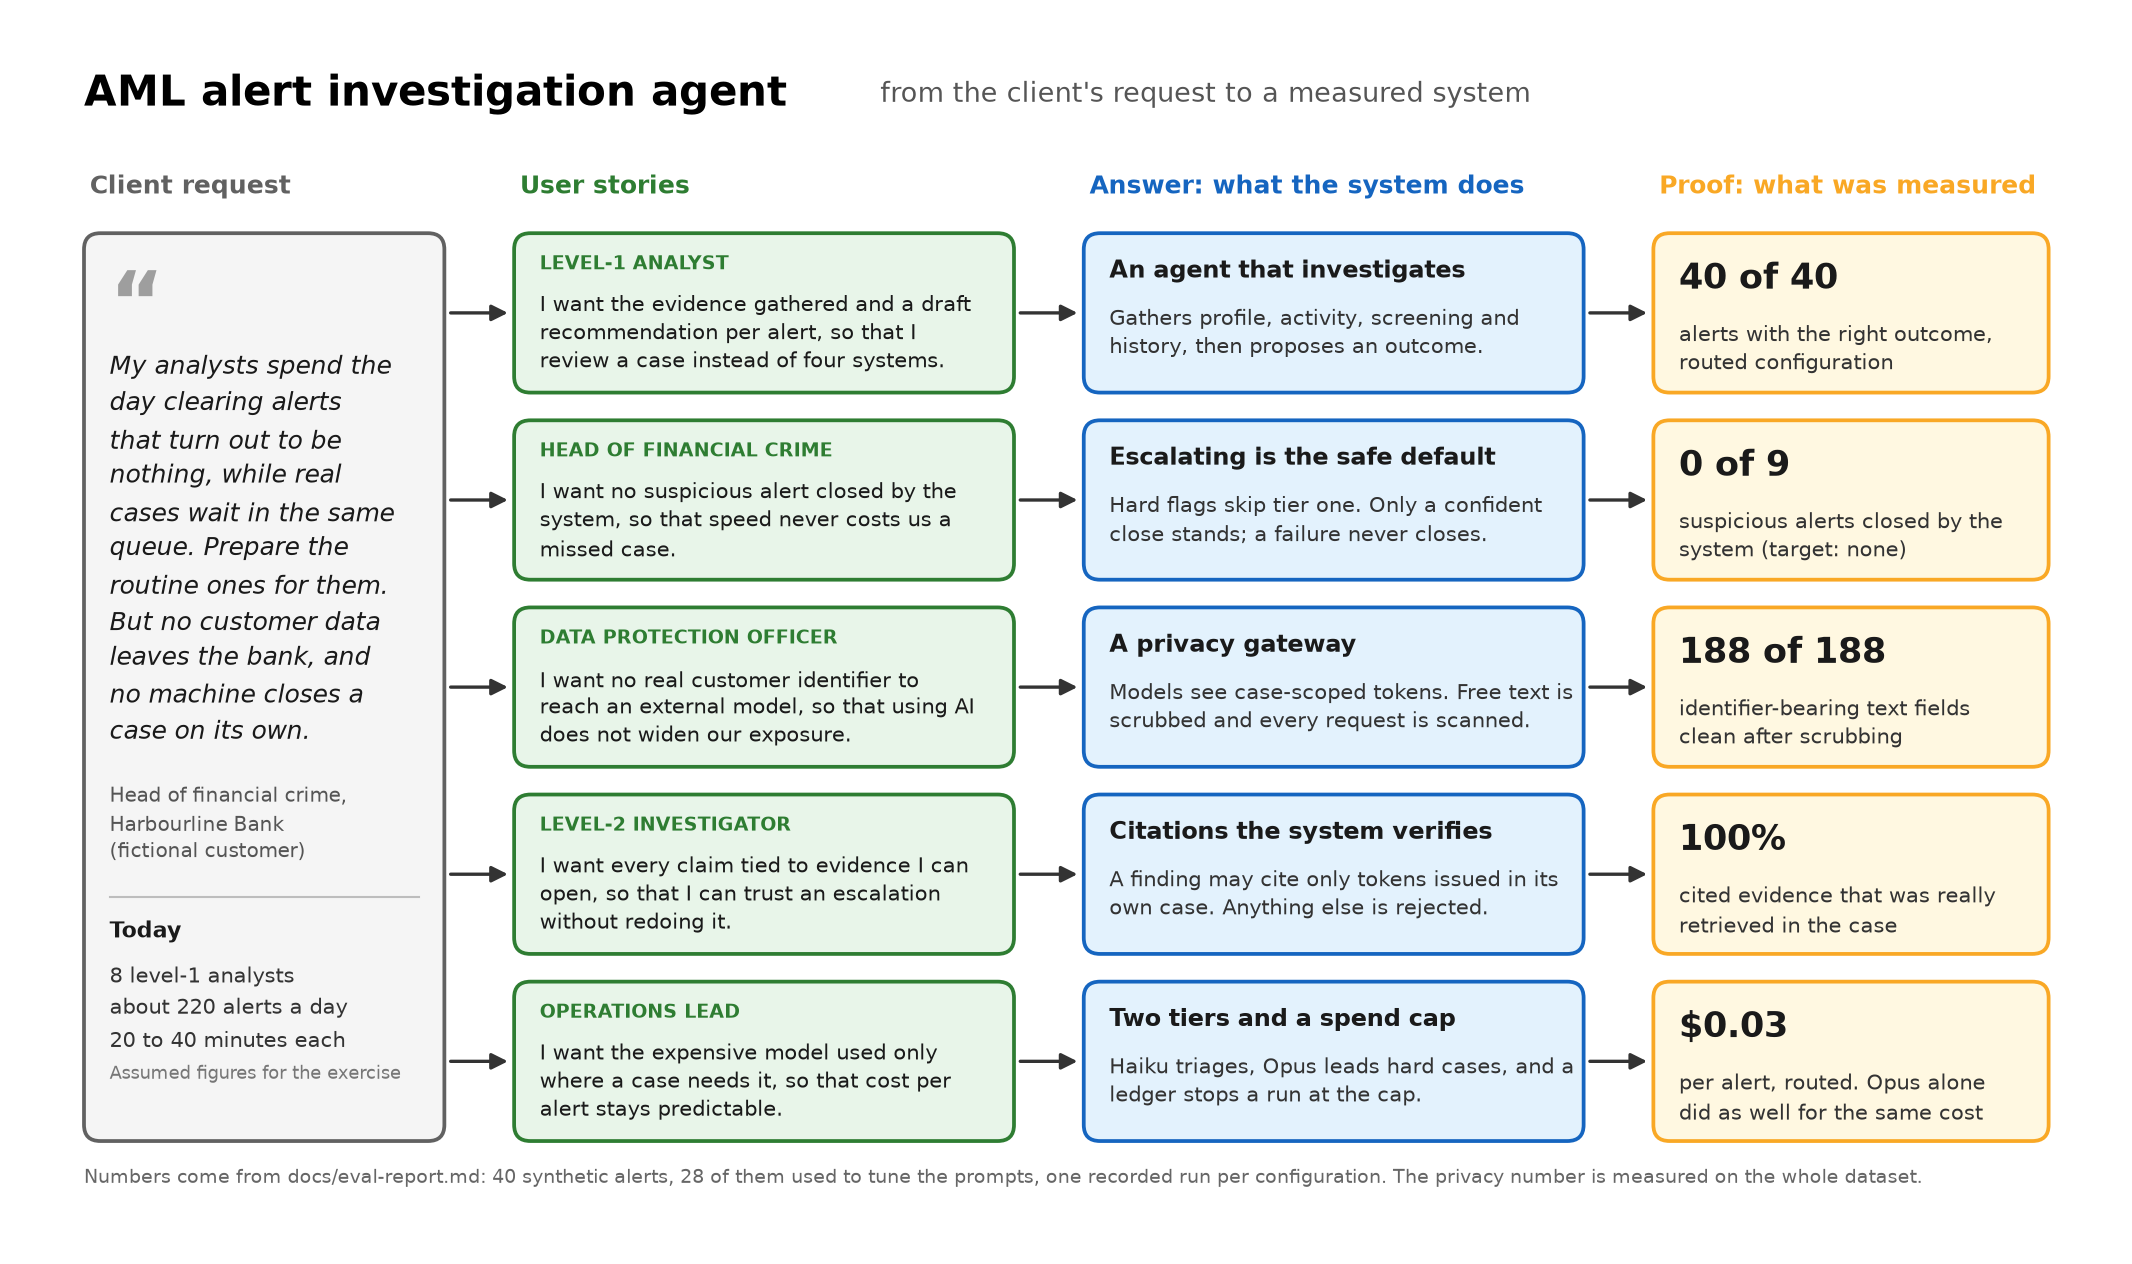 AML alert investigation agent
from the client's request to a measured system
Client request
“
My analysts spend the
day clearing alerts
that turn out to be
nothing, while real
cases wait in the same
queue. Prepare the
routine ones for them.
But no customer data
leaves the bank, and
no machine closes a
case on its own.
Head of financial crime,
Harbourline Bank
(fictional customer)
Today
8 level-1 analysts
about 220 alerts a day
20 to 40 minutes each
Assumed figures for the exercise
User stories
LEVEL-1 ANALYST
I want the evidence gathered and a draft
recommendation per alert, so that I
review a case instead of four systems.
HEAD OF FINANCIAL CRIME
I want no suspicious alert closed by the
system, so that speed never costs us a
missed case.
DATA PROTECTION OFFICER
I want no real customer identifier to
reach an external model, so that using AI
does not widen our exposure.
LEVEL-2 INVESTIGATOR
I want every claim tied to evidence I can
open, so that I can trust an escalation
without redoing it.
OPERATIONS LEAD
I want the expensive model used only
where a case needs it, so that cost per
alert stays predictable.
Answer: what the system does
An agent that investigates
Gathers profile, activity, screening and
history, then proposes an outcome.
Escalating is the safe default
Hard flags skip tier one. Only a confident
close stands; a failure never closes.
A privacy gateway
Models see case-scoped tokens. Free text is
scrubbed and every request is scanned.
Citations the system verifies
A finding may cite only tokens issued in its
own case. Anything else is rejected.
Two tiers and a spend cap
Haiku triages, Opus leads hard cases, and a
ledger stops a run at the cap.
Proof: what was measured
40 of 40
alerts with the right outcome,
routed configuration
0 of 9
suspicious alerts closed by the
system (target: none)
188 of 188
identifier-bearing text fields
clean after scrubbing
100%
cited evidence that was really
retrieved in the case
$0.03
per alert, routed. Opus alone
did as well for the same cost
Numbers come from docs/eval-report.md: 40 synthetic alerts, 28 of them used to tune the prompts, one recorded run per configuration. The privacy number is measured on the whole dataset.